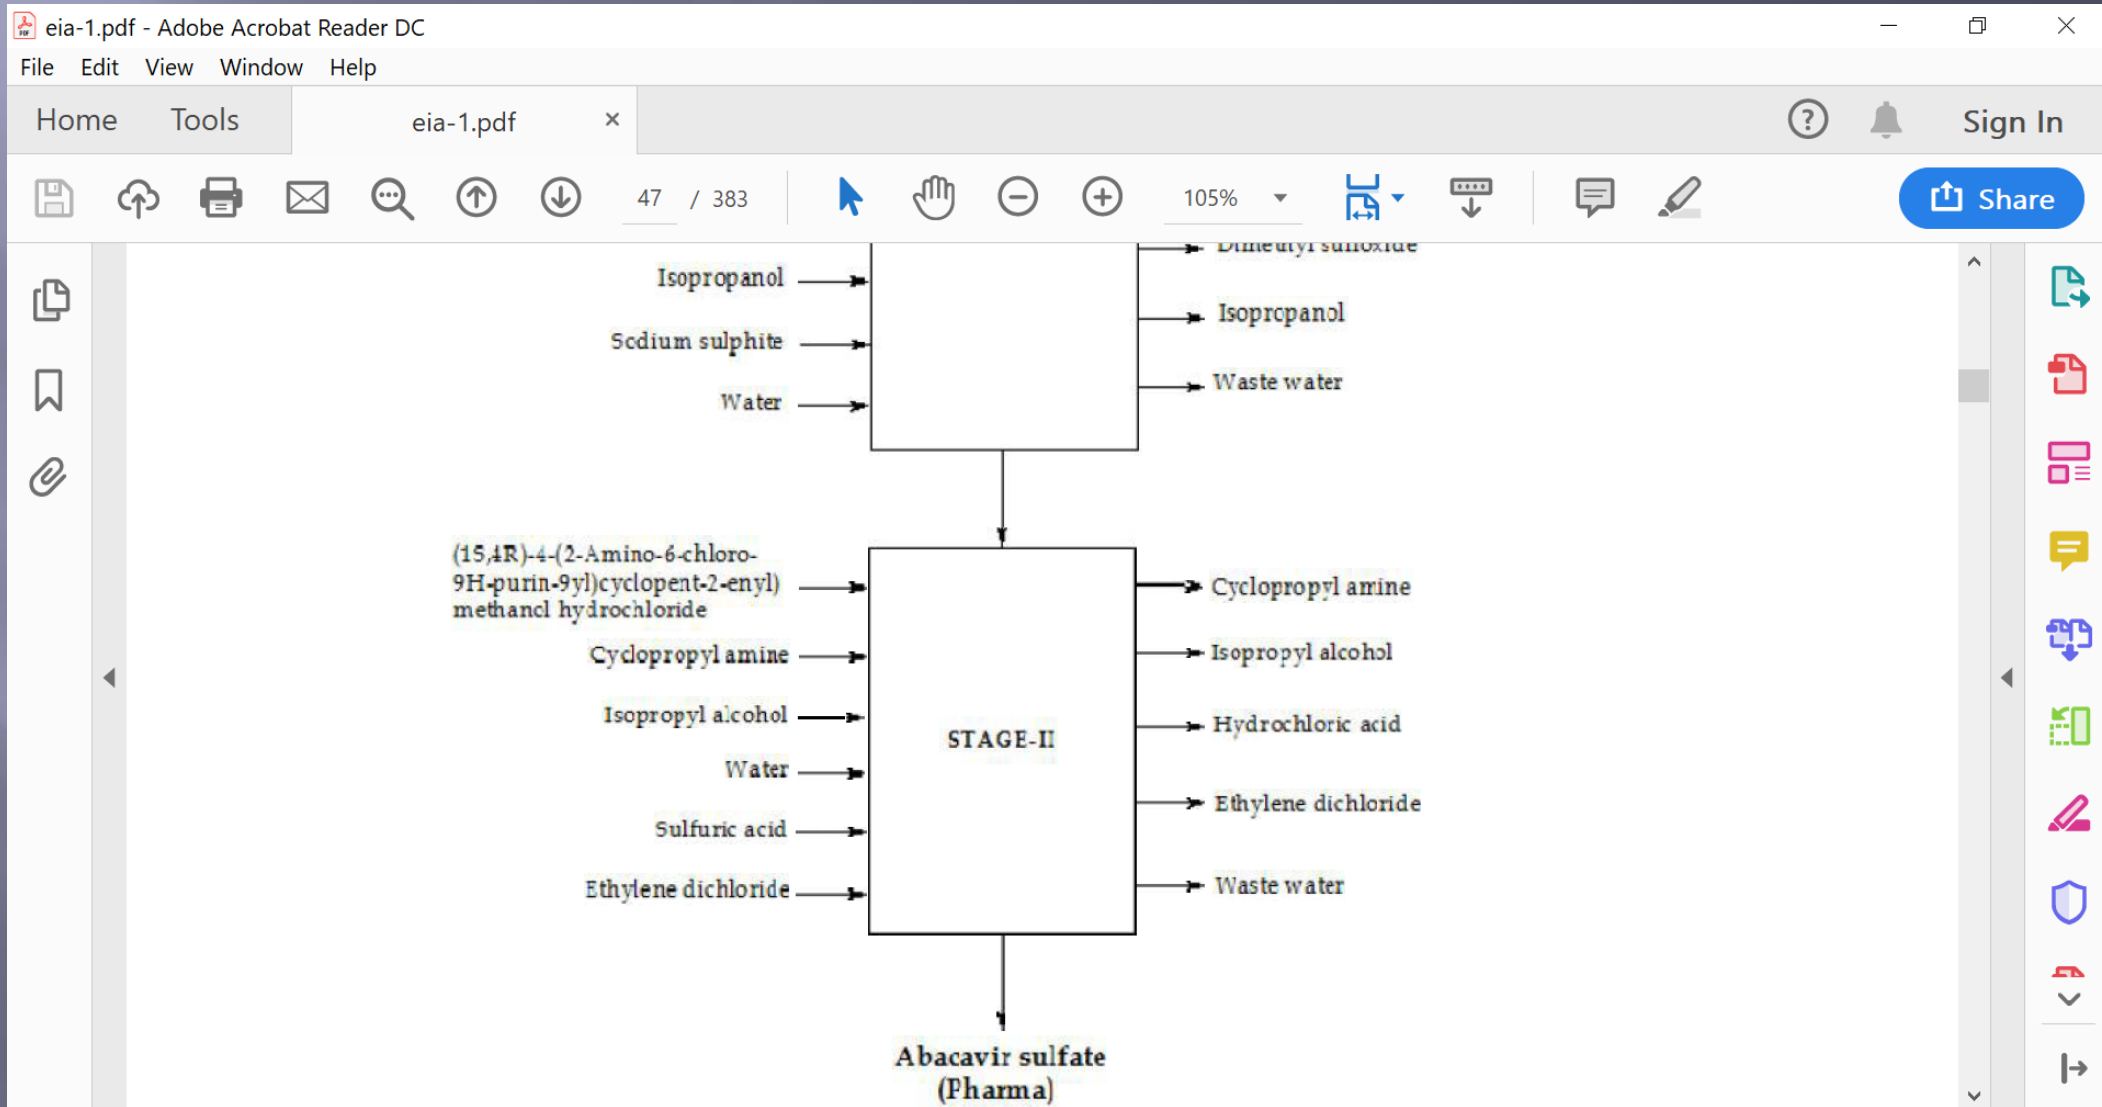 eia-1.pdf - Adobe Acrobat Reader DC
File Edit View Window Help
Home Tools eia-1.pdf × Sign In
47 / 383 105% Share
Dimethyl sulfoxide
Isopropanol
Isopropanol
Sodium sulphite
Waste water
Water
(1S,4R)-4-(2-Amino-6-chloro-
9H-purin-9yl)cyclopent-2-enyl)
methanol hydrochloride
Cyclopropyl amine
Cyclopropyl amine
Isopropyl alcohol
Isopropyl alcohol
Hydrochloric acid
STAGE-II
Water
Ethylene dichloride
Sulfuric acid
Ethylene dichloride
Waste water
Abacavir sulfate
(Pharma)